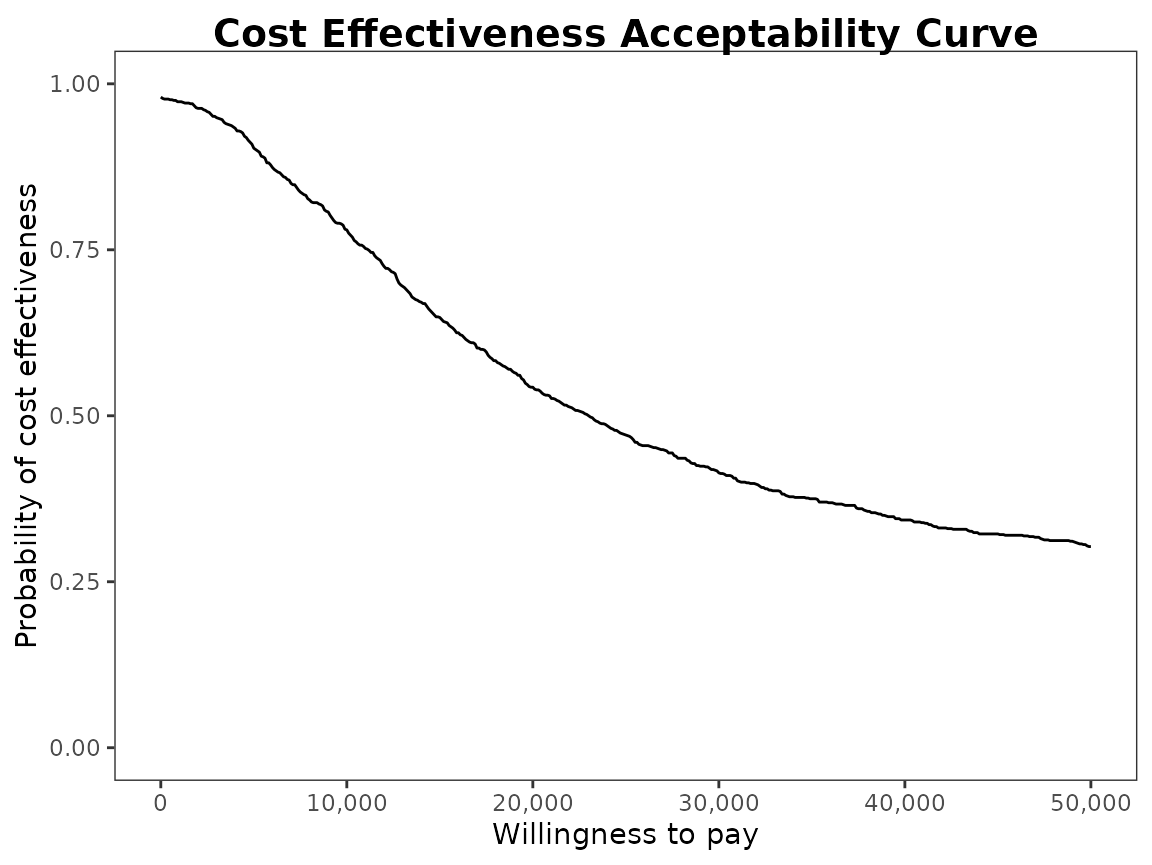 Cost Effectiveness Acceptability Curve
Probability of cost effectiveness
1.00
0.75
0.50
0.25
0.00
0 10,000 20,000 30,000 40,000 50,000
Willingness to pay